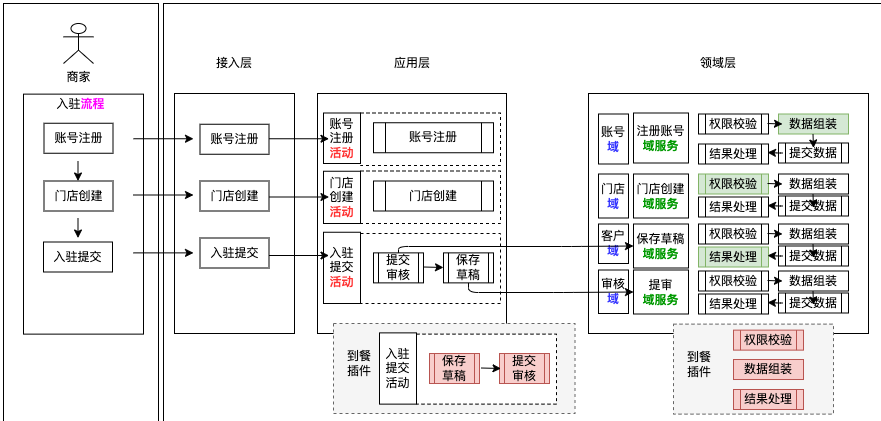 商家
接入层
应用层
领域层
入驻流程
账号注册
门店创建
入驻提交
账号注册
门店创建
入驻提交
账号
注册
活动
账号注册
门店
创建
活动
门店创建
入驻
提交
活动
提交
审核
保存
草稿
账号
域
注册账号
域服务
权限校验
数据组装
结果处理
提交数据
门店
域
门店创建
域服务
权限校验
数据组装
结果处理
提交数据
客户
域
保存草稿
域服务
权限校验
数据组装
结果处理
提交数据
审核
域
提审
域服务
权限校验
数据组装
结果处理
提交数据
到餐
插件
入驻
提交
活动
保存
草稿
提交
审核
到餐
插件
权限校验
数据组装
结果处理